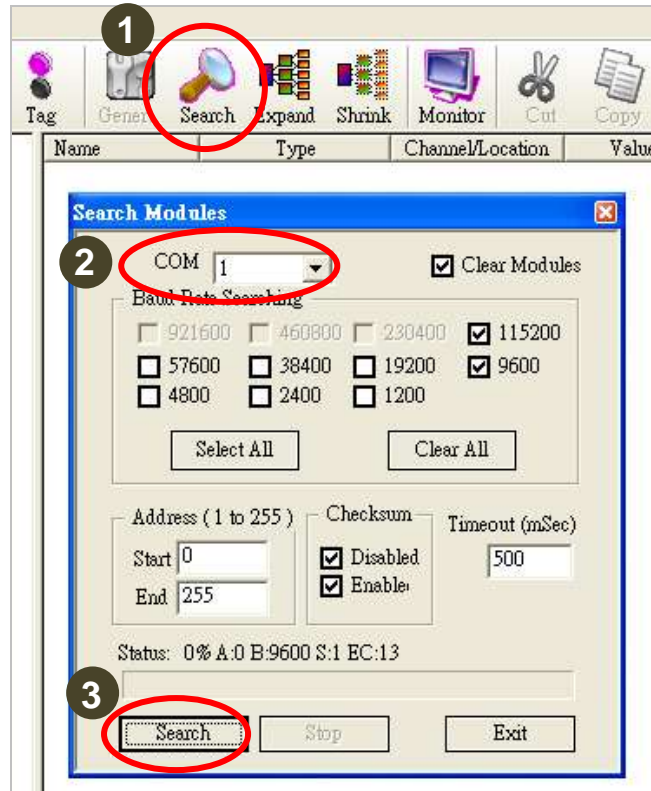 1
Tag Gener Search Expand Shrink Monitor Cut Copy
Name Type Channel/Location Value
Search Modules
2 COM 1 Clear Modules
Baud Rate Searching
921600 460800 230400 115200
57600 38400 19200 9600
4800 2400 1200
Select All Clear All
Address ( 1 to 255 ) Checksum Timeout (mSec)
Start 0 Disabled 500
End 255 Enable
Status: 0% A:0 B:9600 S:1 EC:13
3
Search Stop Exit